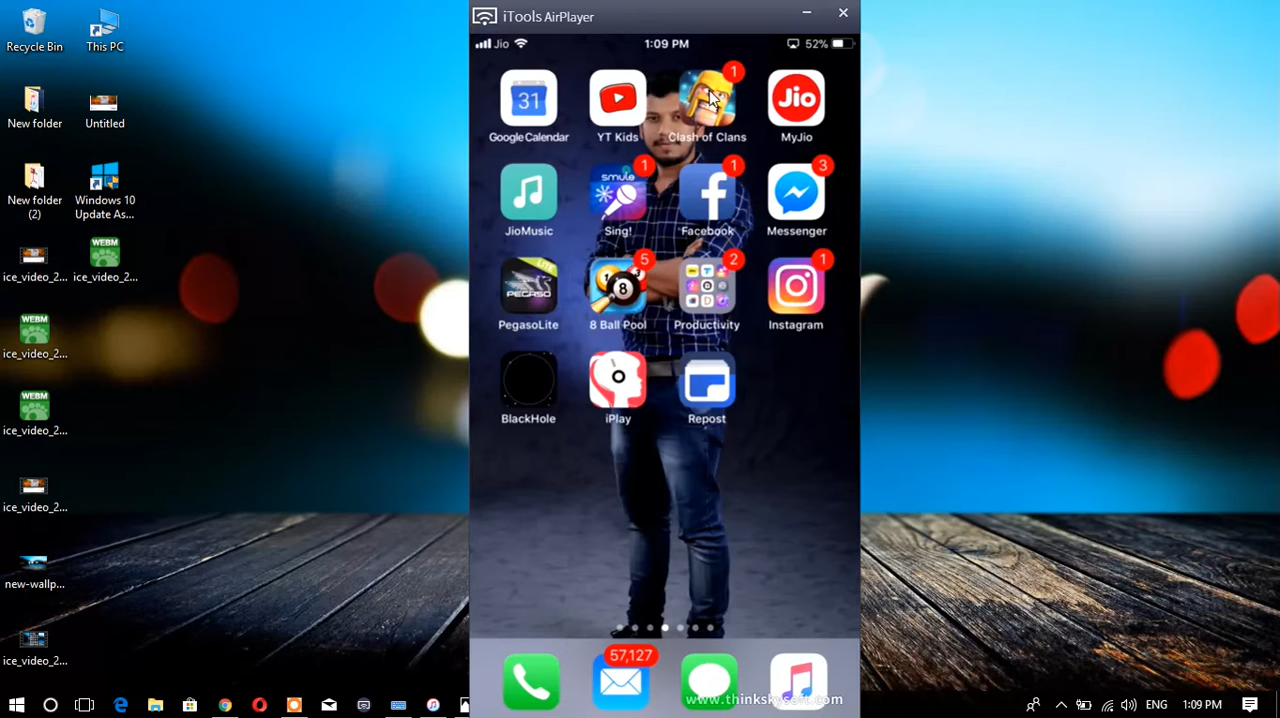 iTools AirPlayer
Jio
1:09 PM
52%
Recycle Bin
This PC
New folder
Untitled
New folder
(2)
Windows 10
Update As...
ice_video_2...
ice_video_2...
ice_video_2...
ice_video_2...
ice_video_2...
new-wallp...
ice_video_2...
WEBM
WEBM
WEBM
31
1
Jio
Google Calendar
YT Kids
Clash of Clans
MyJio
smule
1
1
3
JioMusic
Sing!
Facebook
Messenger
LITE
PEGASO
5
8
2
1
PegasoLite
8 Ball Pool
Productivity
Instagram
BlackHole
iPlay
Repost
57,127
www.thinkskysoft.com
ENG
1:09 PM